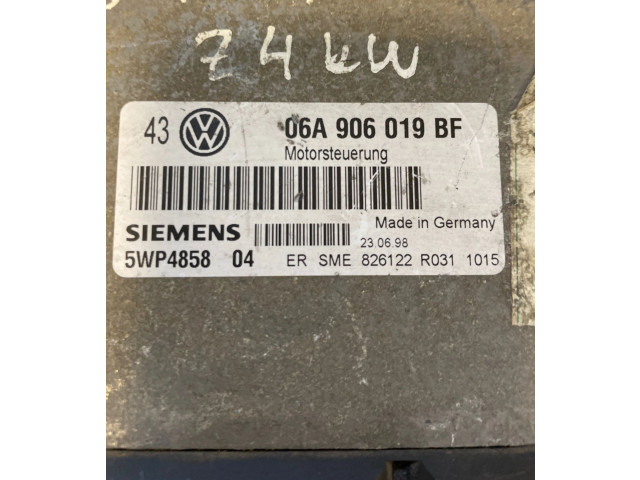 74 kW
43 VW 06A 906 019 BF
Motorsteuerung
Made in Germany
SIEMENS 23.06.98
5WP4858 04 ER SME 826122 R031 1015